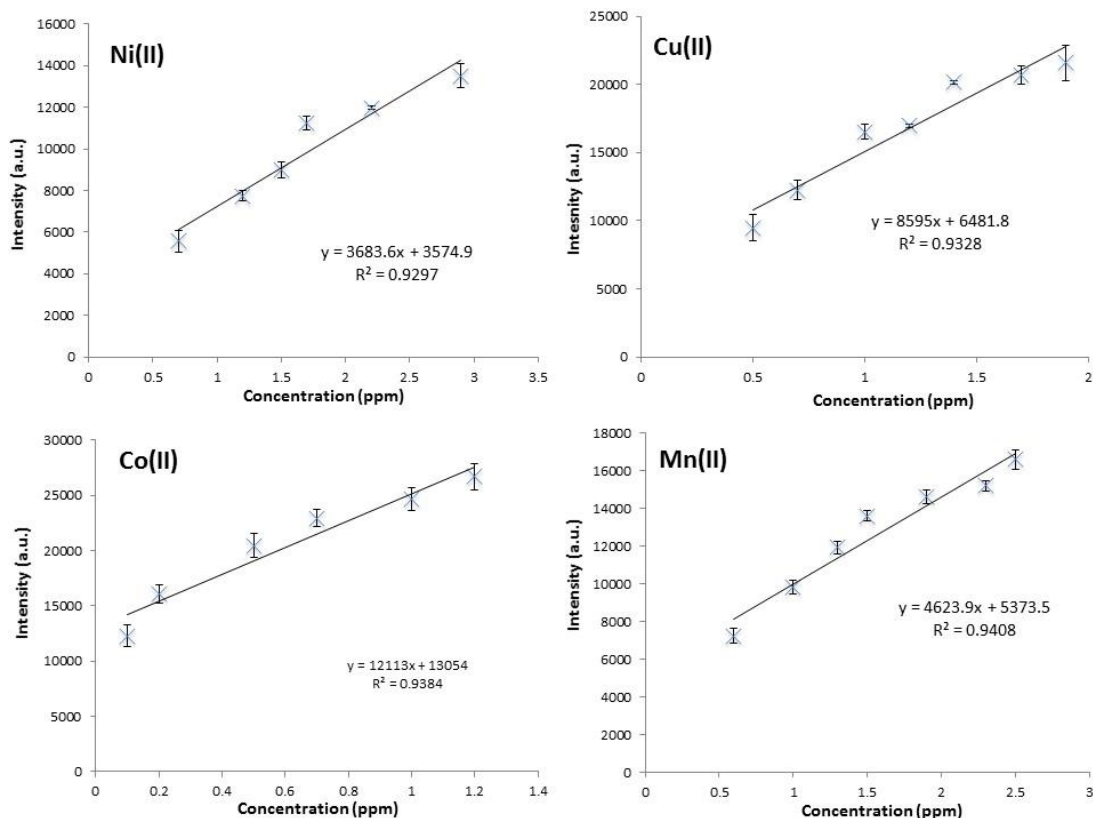 Ni(II)
Intensity (a.u.)
16000
14000
12000
10000
8000
6000
4000
2000
0
y = 3683.6x + 3574.9
R² = 0.9297
0 0.5 1 1.5 2 2.5 3 3.5
Concentration (ppm)
Cu(II)
Intesnity (a.u.)
25000
20000
15000
10000
5000
0
y = 8595x + 6481.8
R² = 0.9328
0 0.5 1 1.5 2
Concentration (ppm)
Co(II)
Intensity (a.u.)
30000
25000
20000
15000
10000
5000
0
y = 12113x + 13054
R² = 0.9384
0 0.2 0.4 0.6 0.8 1 1.2 1.4
Concentration (ppm)
Mn(II)
Intensity (a.u.)
18000
16000
14000
12000
10000
8000
6000
4000
2000
0
y = 4623.9x + 5373.5
R² = 0.9408
0 0.5 1 1.5 2 2.5 3
Concentration (ppm)